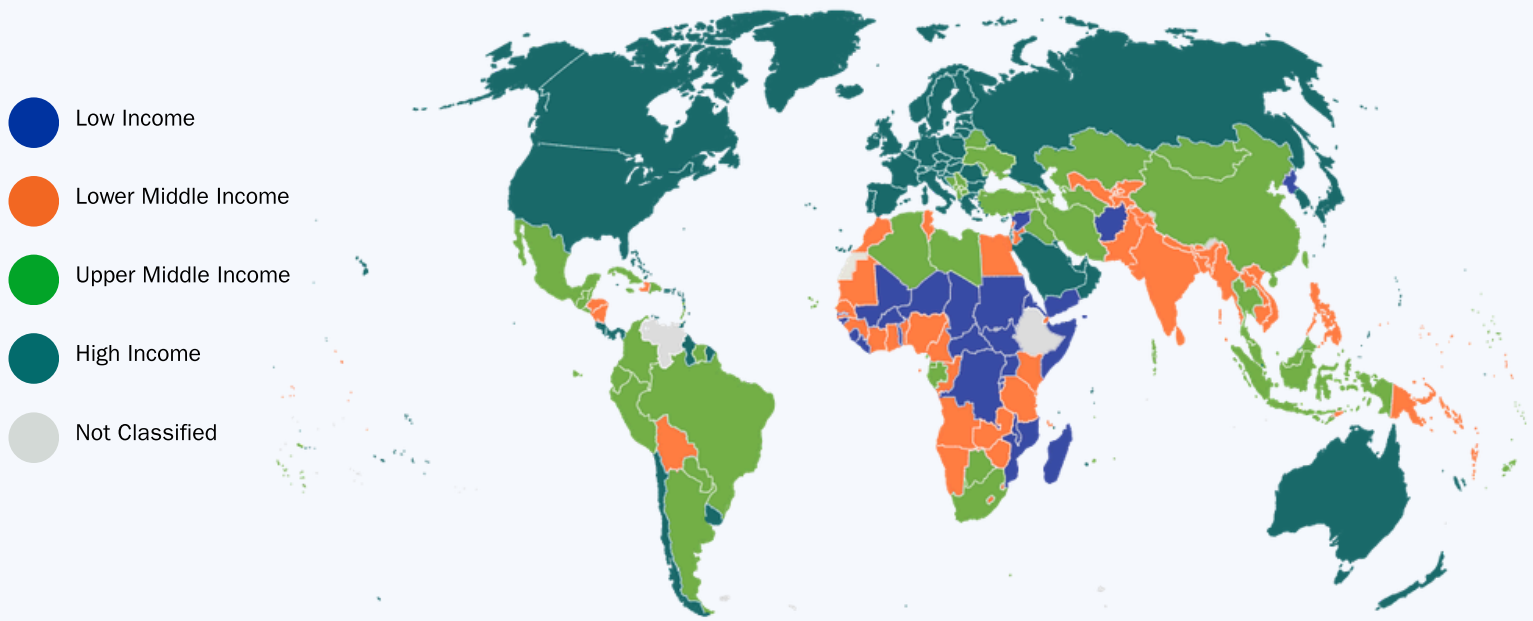 Low Income
Lower Middle Income
Upper Middle Income
High Income
Not Classified